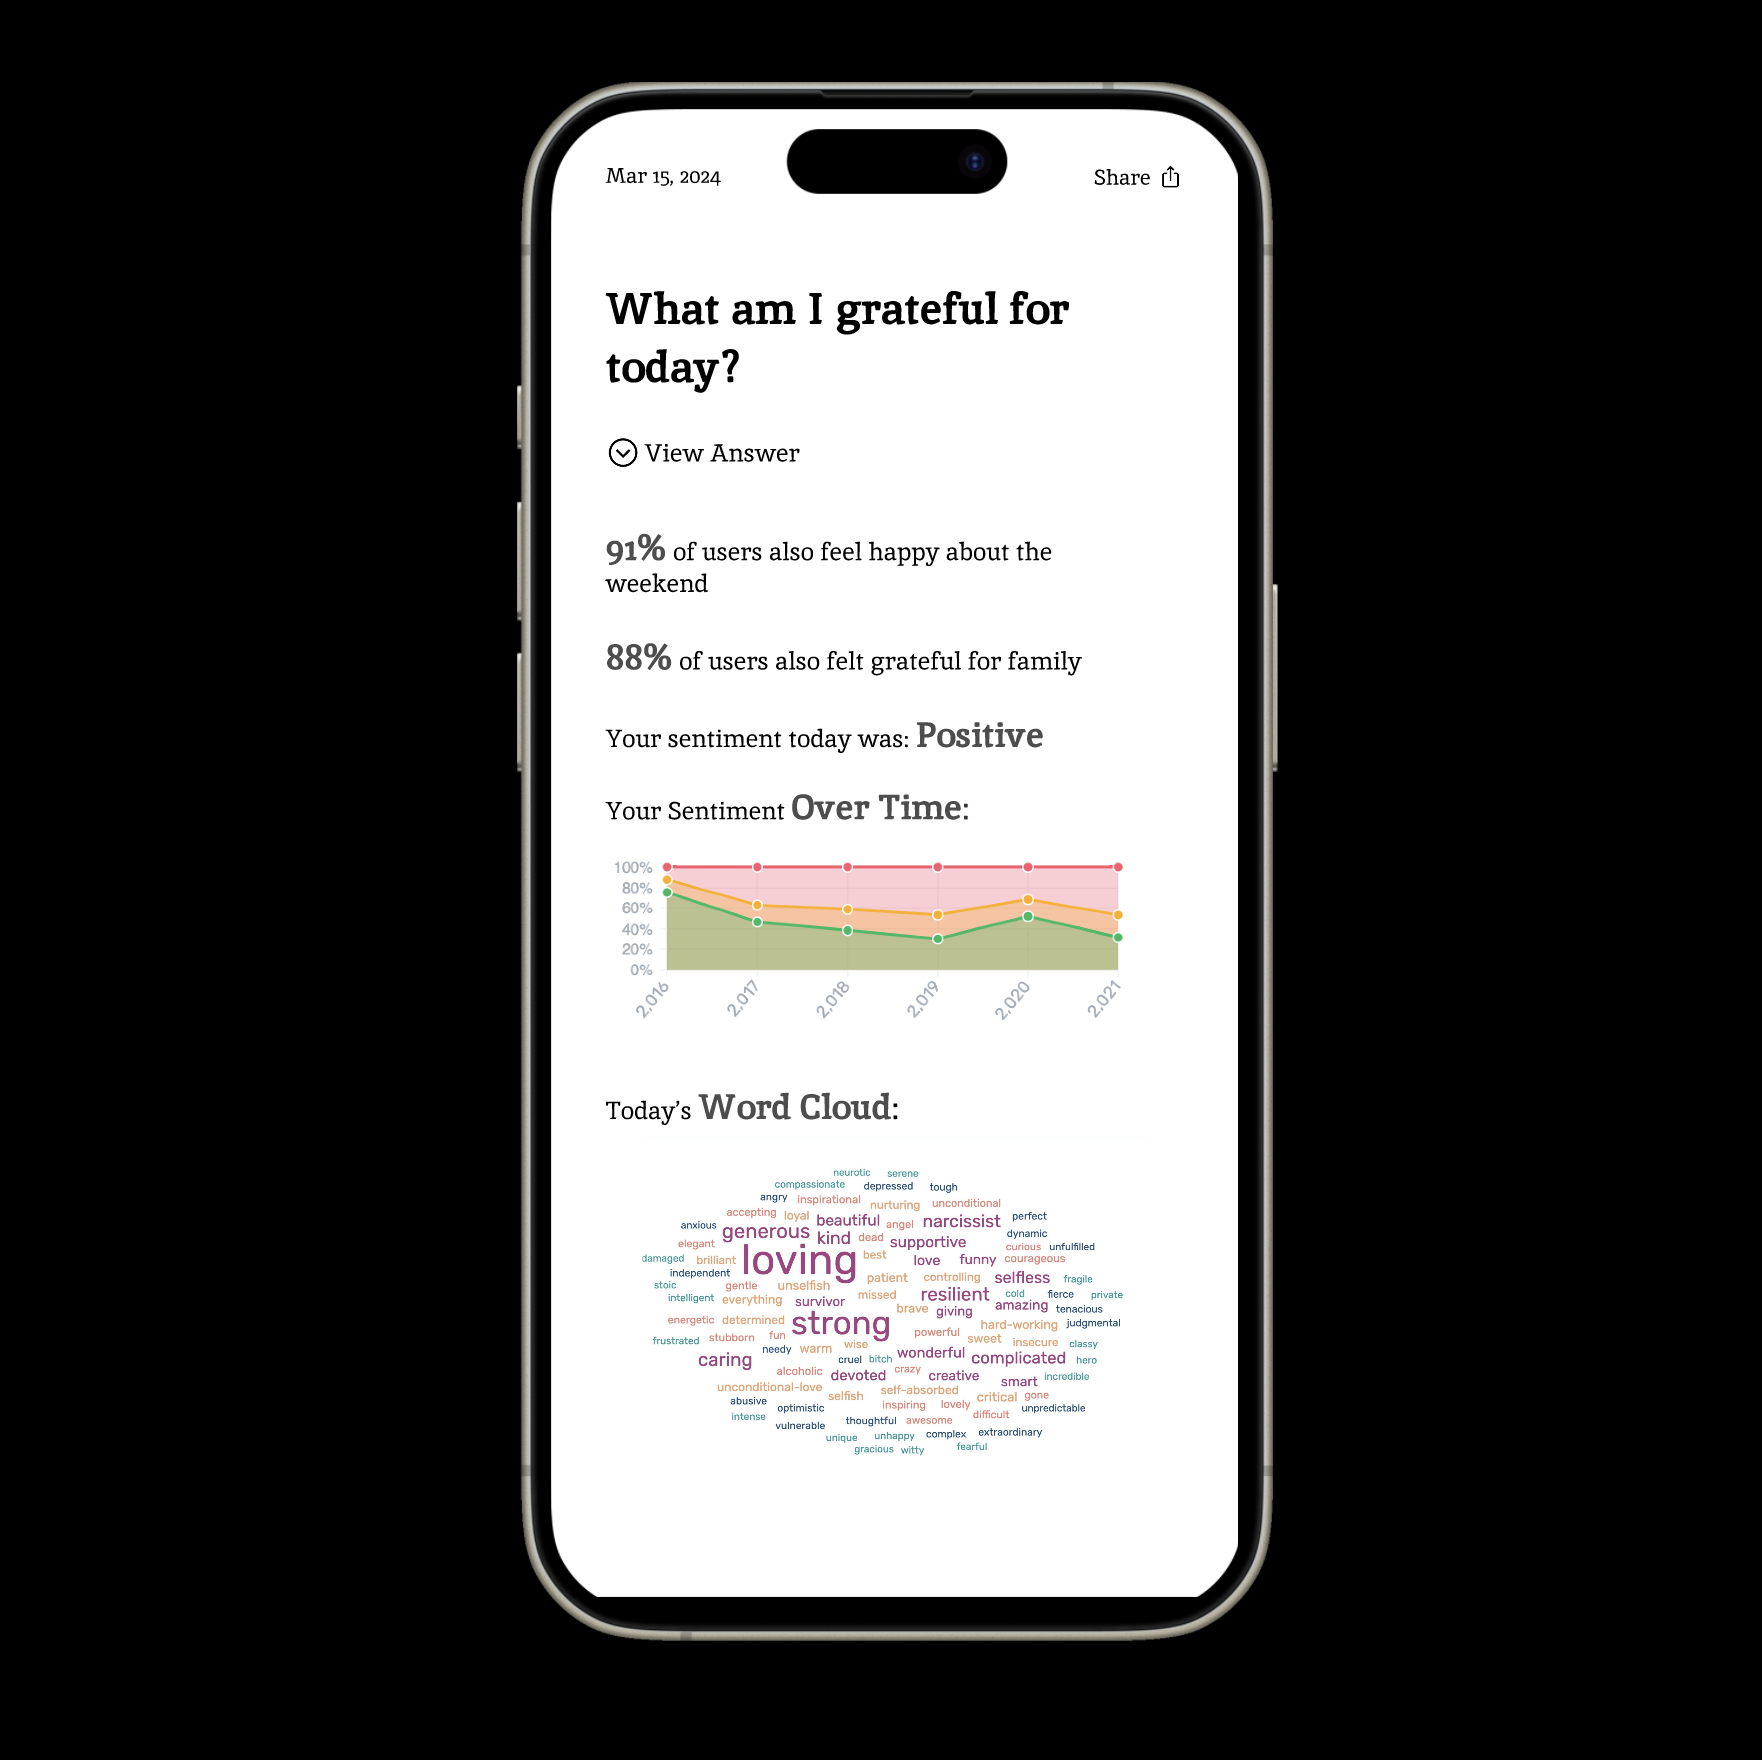 Mar 15, 2024
Share
What am I grateful for
today?
View Answer
91% of users also feel happy about the
weekend
88% of users also felt grateful for family
Your sentiment today was: Positive
Your Sentiment Over Time:
100%
80%
60%
40%
20%
0%
2,016 2,017 2,018 2,019 2,020 2,021
Today's Word Cloud:
neurotic serene
compassionate depressed tough
angry inspirational nurturing unconditional
accepting loyal beautiful angel narcissist perfect
anxious generous kind dead supportive dynamic
elegant curious unfulfilled
damaged brilliant loving best love funny courageous
independent patient controlling selfless fragile
stoic gentle unselfish missed resilient cold fierce private
intelligent everything survivor brave giving amazing tenacious
energetic determined strong powerful hard-working judgmental
frustrated stubborn fun wise sweet insecure classy
needy warm cruel bitch wonderful complicated hero
caring alcoholic devoted crazy creative smart incredible
unconditional-love selfish self-absorbed critical gone
abusive optimistic inspiring lovely difficult unpredictable
intense vulnerable thoughtful awesome
unique unhappy complex extraordinary
gracious witty fearful